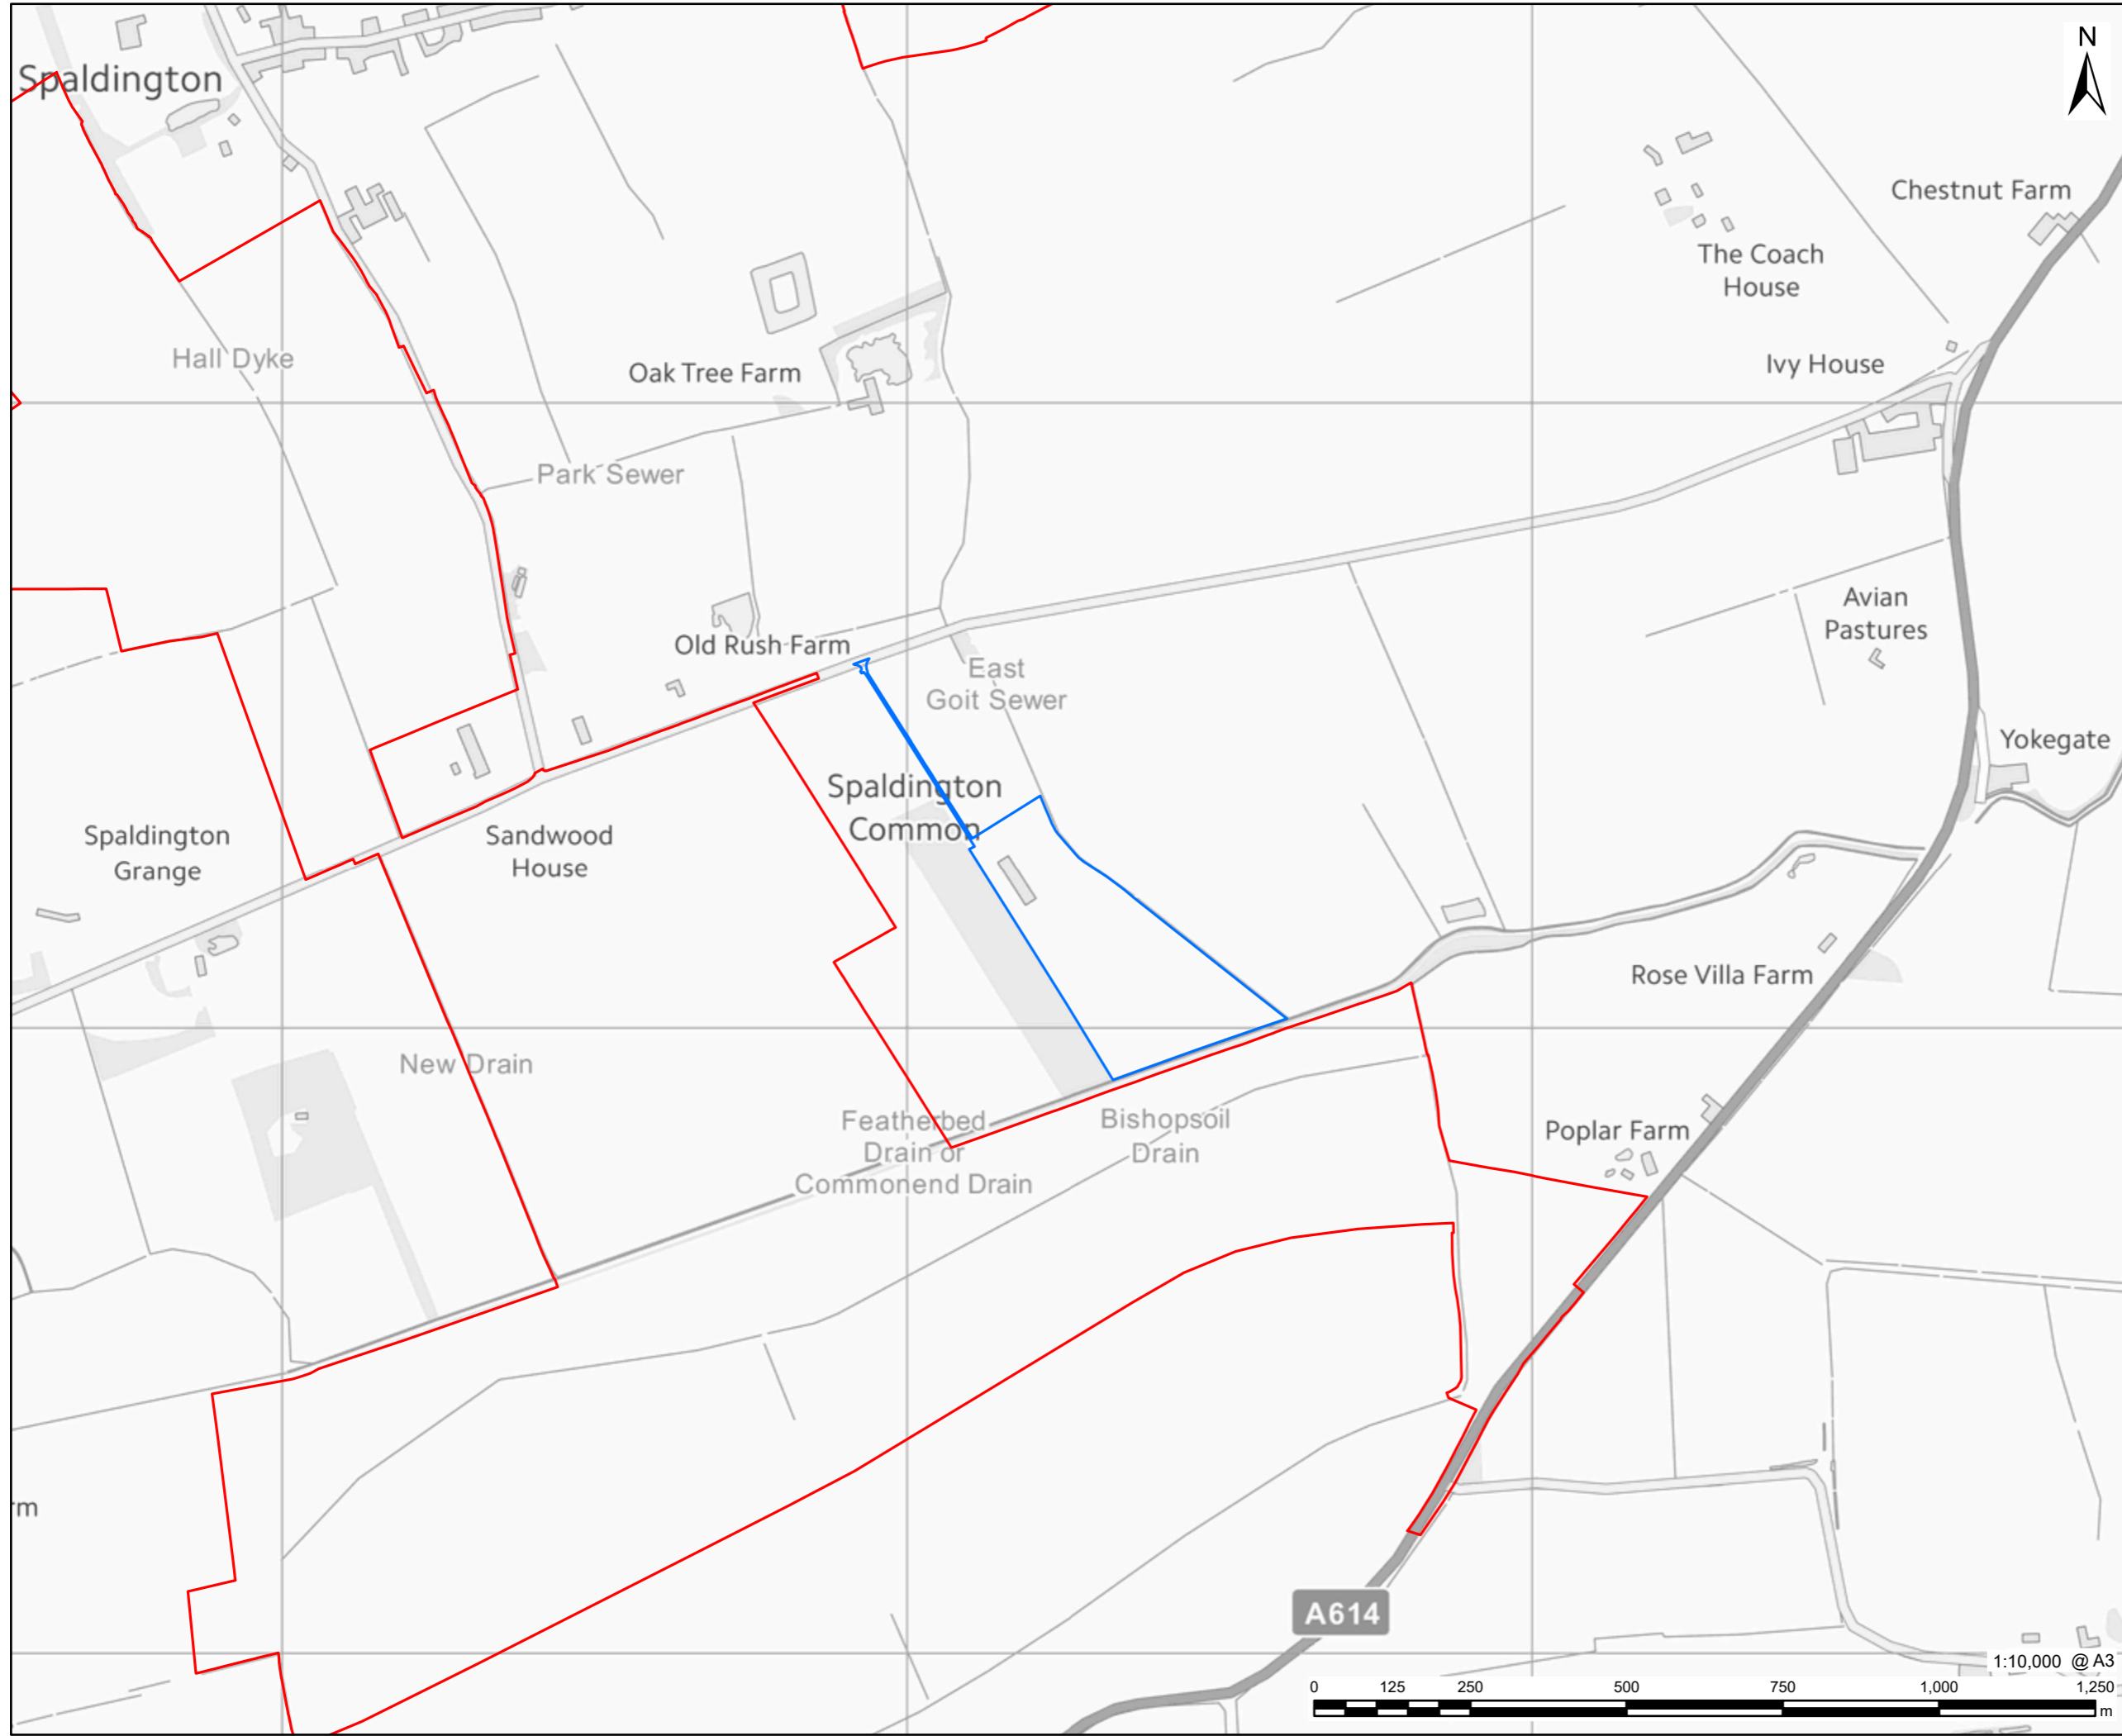 N
Spaldington
Chestnut Farm
The Coach
House
Hall Dyke
Oak Tree Farm
Ivy House
Park Sewer
Avian
Pastures
Old Rush Farm
East
Goit Sewer
Yokegate
Spaldington
Common
Spaldington
Grange
Sandwood
House
Rose Villa Farm
New Drain
Featherbed
Drain or
Commonend Drain
Bishopsoil
Drain
Poplar Farm
rm
A614
1:10,000 @ A3
0 125 250 500 750 1,000 1,250
m